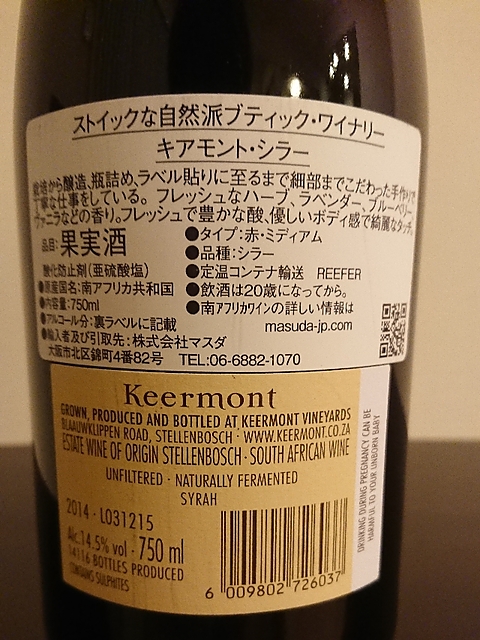 ストイックな自然派ブティック・ワイナリー
キアモント・シラー
栽培から醸造、瓶詰め、ラベル貼りに至るまで細部までこだわった手作りで
丁寧な仕事をしている。フレッシュなハーブ、ラベンダー、ブルーベリー、
ヴァニラなどの香り。フレッシュで豊かな酸、優しいボディ感で綺麗なタッチ。
品目:果実酒
酸化防止剤(亜硫酸塩)
●原産国名:南アフリカ共和国
●内容量:750ml
●アルコール分:裏ラベルに記載
●輸入者及び引取先:株式会社マスダ
大阪市北区錦町4番82号 TEL:06-6882-1070
●タイプ:赤・ミディアム
●品種:シラー
●定温コンテナ輸送 REEFER
●飲酒は20歳になってから。
●南アフリカワインの詳しい情報は
masuda-jp.com
Keermont
GROWN, PRODUCED AND BOTTLED AT KEERMONT VINEYARDS
BLAAUWKLIPPEN ROAD, STELLENBOSCH · WWW.KEERMONT.CO.ZA
ESTATE WINE OF ORIGIN STELLENBOSCH · SOUTH AFRICAN WINE
UNFILTERED · NATURALLY FERMENTED
SYRAH
2014 · L031215
Alc.14.5% vol · 750 ml
14116 BOTTLES PRODUCED
CONTAINS SULPHITES
6 009802 726037
DRINKING DURING PREGNANCY CAN BE
HARMFUL TO YOUR UNBORN BABY